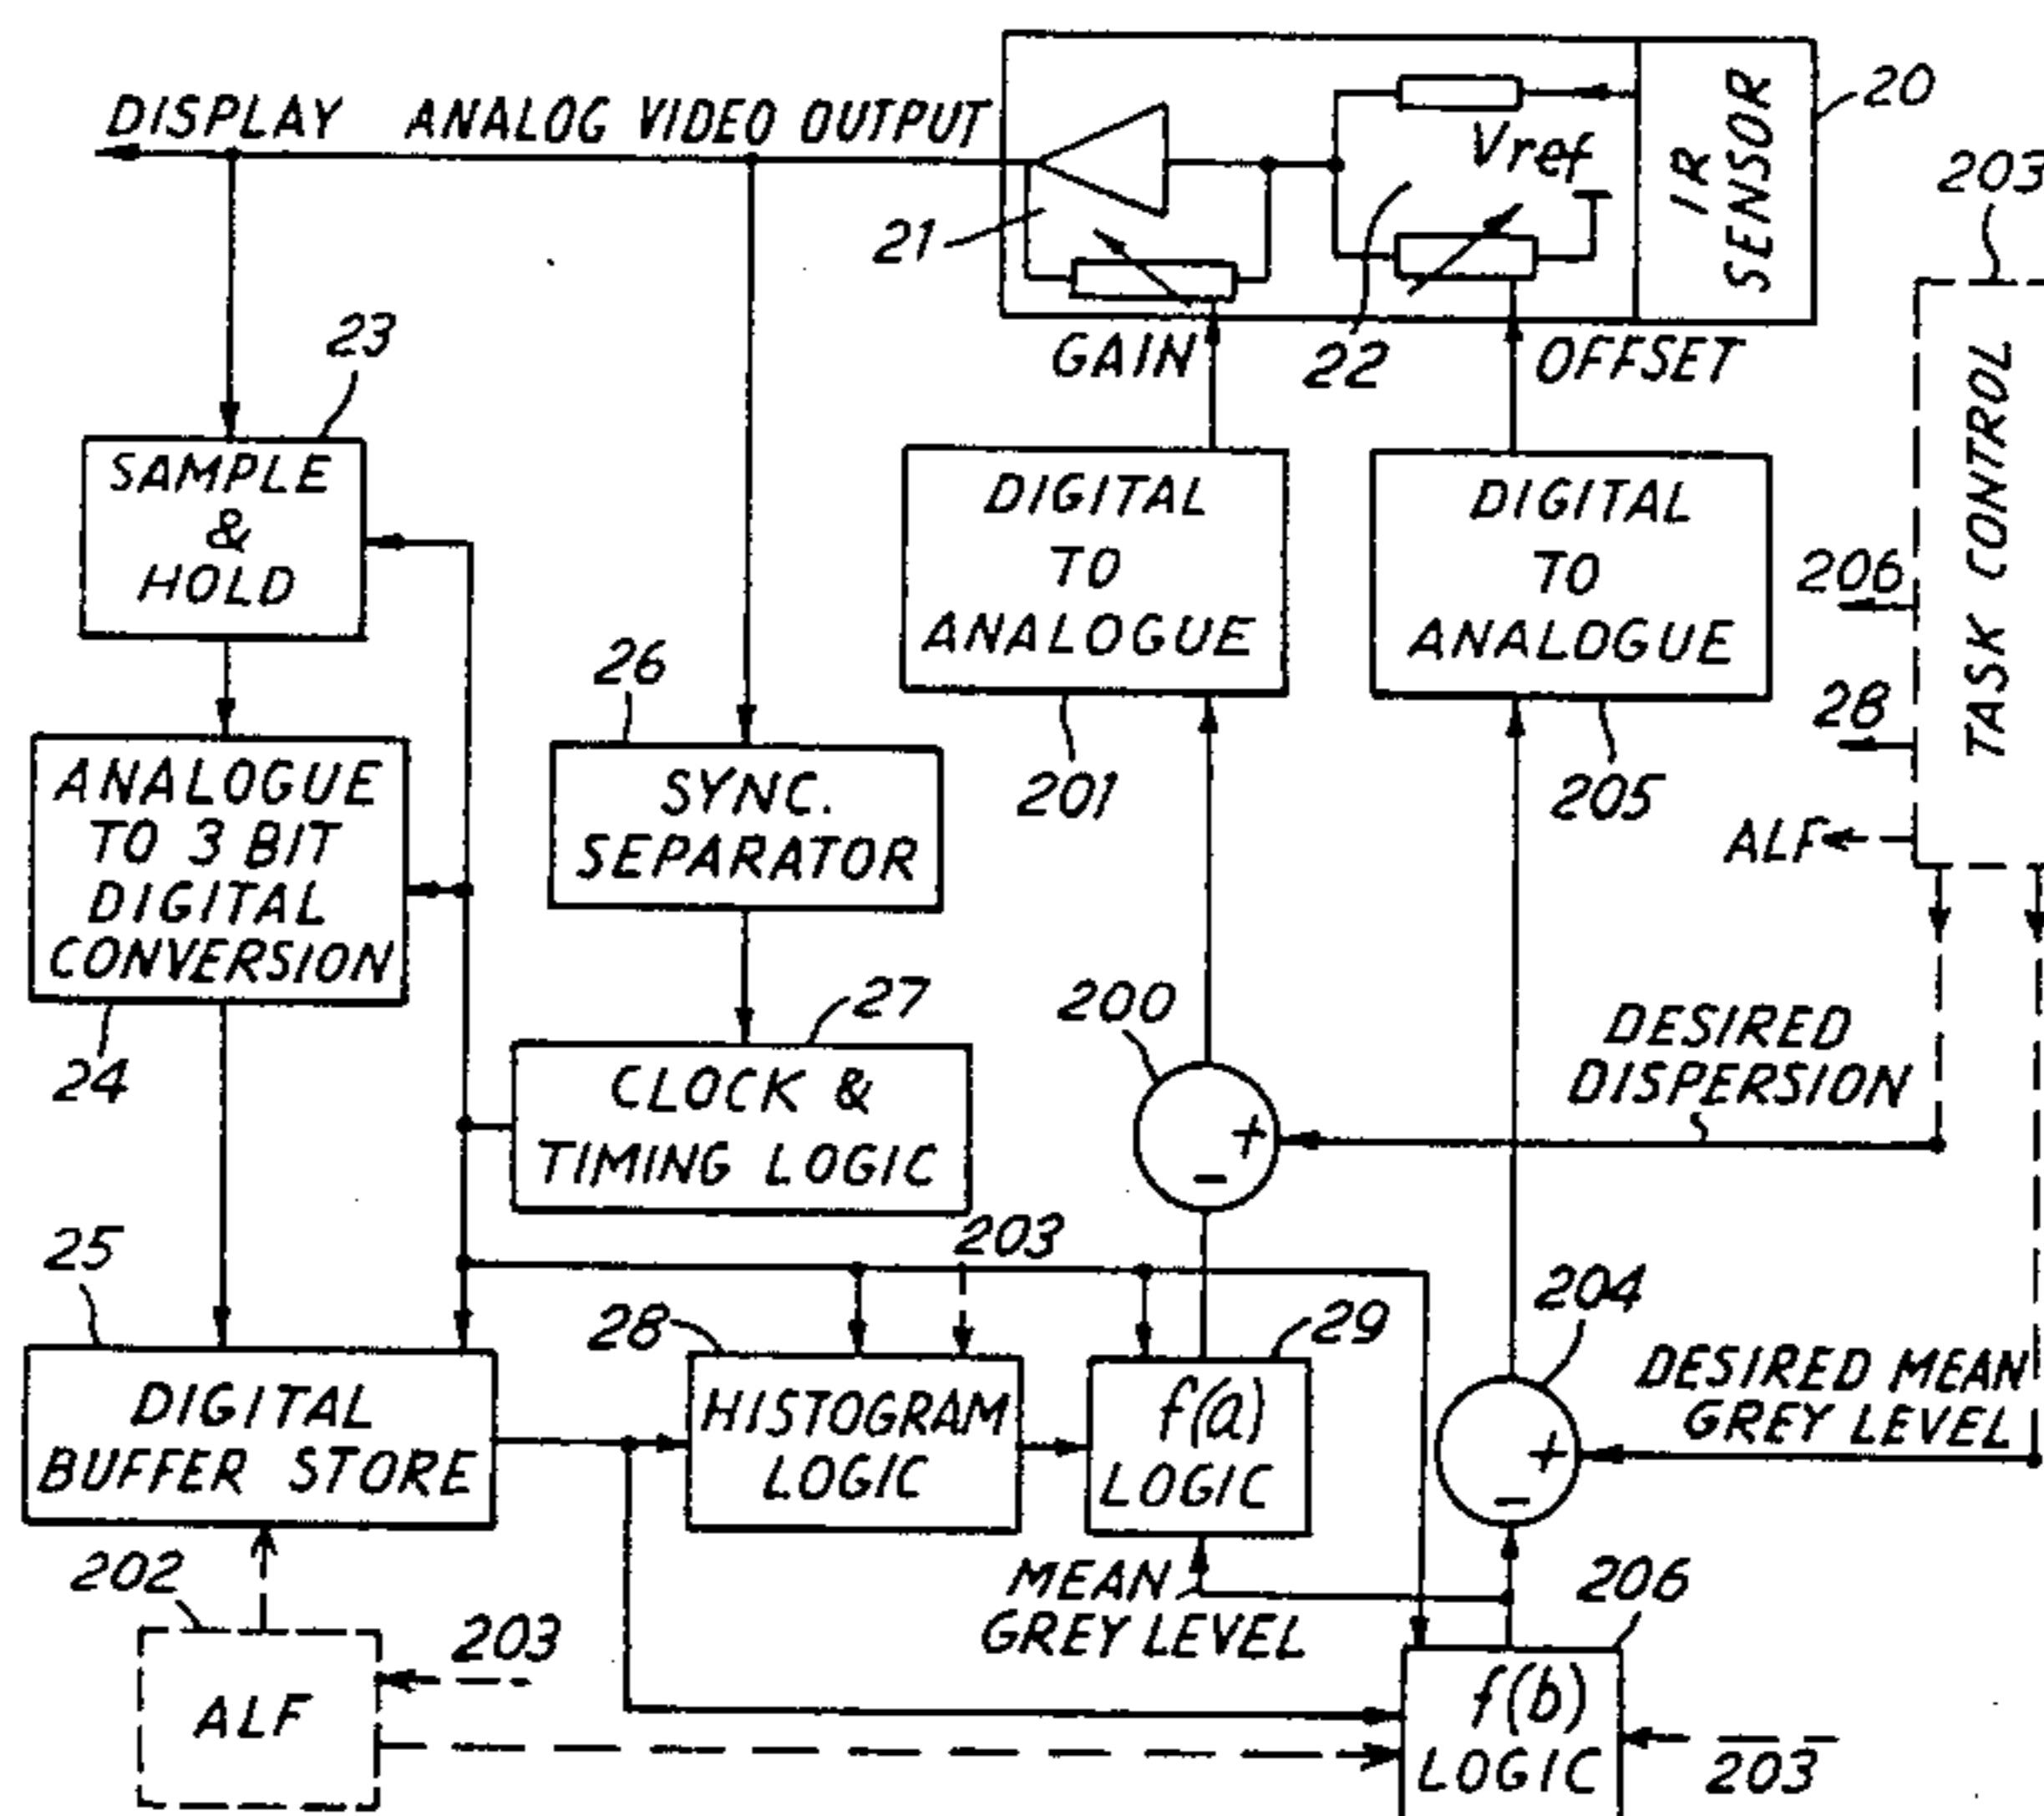 DISPLAY ANALOG VIDEO OUTPUT
21
Vref
22
IR SENSOR
20
203
GAIN
OFFSET
TASK CONTROL
206
28
ALF
23
SAMPLE
&
HOLD
DIGITAL
TO
ANALOGUE
201
DIGITAL
TO
ANALOGUE
205
26
SYNC.
SEPARATOR
ANALOGUE
TO 3 BIT
DIGITAL
CONVERSION
24
27
CLOCK &
TIMING LOGIC
200
+
-
DESIRED
DISPERSION
25
DIGITAL
BUFFER STORE
203
28
HISTOGRAM
LOGIC
29
f(a)
LOGIC
204
+
-
DESIRED MEAN
GREY LEVEL
MEAN
GREY LEVEL
202
ALF
203
206
f(b)
LOGIC
203